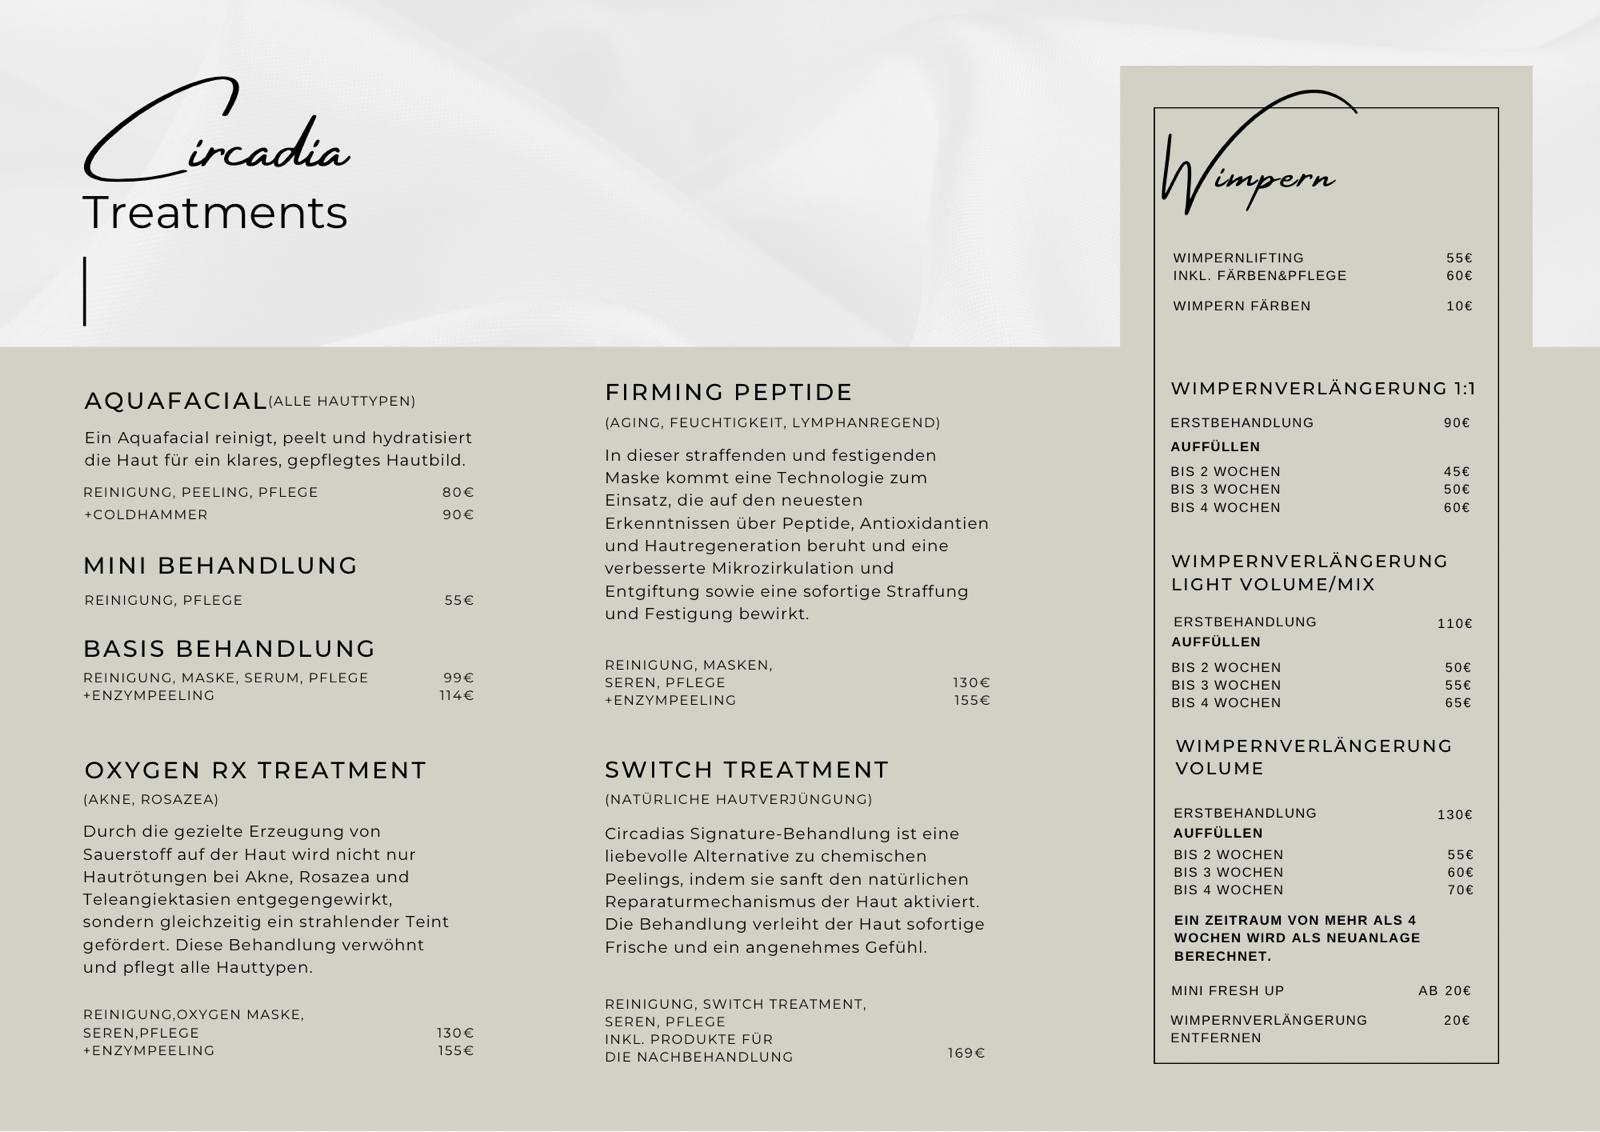 Circadia
Treatments
AQUAFACIAL(ALLE HAUTTYPEN)
Ein Aquafacial reinigt, peelt und hydratisiert
die Haut für ein klares, gepflegtes Hautbild.
REINIGUNG, PEELING, PFLEGE 80€
+COLDHAMMER 90€
MINI BEHANDLUNG
REINIGUNG, PFLEGE 55€
BASIS BEHANDLUNG
REINIGUNG, MASKE, SERUM, PFLEGE 99€
+ENZYMPEELING 114€
OXYGEN RX TREATMENT
(AKNE, ROSAZEA)
Durch die gezielte Erzeugung von
Sauerstoff auf der Haut wird nicht nur
Hautrötungen bei Akne, Rosazea und
Teleangiektasien entgegengewirkt,
sondern gleichzeitig ein strahlender Teint
gefördert. Diese Behandlung verwöhnt
und pflegt alle Hauttypen.
REINIGUNG,OXYGEN MASKE,
SEREN,PFLEGE 130€
+ENZYMPEELING 155€
FIRMING PEPTIDE
(AGING, FEUCHTIGKEIT, LYMPHANREGEND)
In dieser straffenden und festigenden
Maske kommt eine Technologie zum
Einsatz, die auf den neuesten
Erkenntnissen über Peptide, Antioxidantien
und Hautregeneration beruht und eine
verbesserte Mikrozirkulation und
Entgiftung sowie eine sofortige Straffung
und Festigung bewirkt.
REINIGUNG, MASKEN,
SEREN, PFLEGE 130€
+ENZYMPEELING 155€
SWITCH TREATMENT
(NATÜRLICHE HAUTVERJÜNGUNG)
Circadias Signature-Behandlung ist eine
liebevolle Alternative zu chemischen
Peelings, indem sie sanft den natürlichen
Reparaturmechanismus der Haut aktiviert.
Die Behandlung verleiht der Haut sofortige
Frische und ein angenehmes Gefühl.
REINIGUNG, SWITCH TREATMENT,
SEREN, PFLEGE
INKL. PRODUKTE FÜR
DIE NACHBEHANDLUNG 169€
Wimpern
WIMPERNLIFTING 55€
INKL. FÄRBEN&PFLEGE 60€
WIMPERN FÄRBEN 10€
WIMPERNVERLÄNGERUNG 1:1
ERSTBEHANDLUNG 90€
AUFFÜLLEN
BIS 2 WOCHEN 45€
BIS 3 WOCHEN 50€
BIS 4 WOCHEN 60€
WIMPERNVERLÄNGERUNG
LIGHT VOLUME/MIX
ERSTBEHANDLUNG 110€
AUFFÜLLEN
BIS 2 WOCHEN 50€
BIS 3 WOCHEN 55€
BIS 4 WOCHEN 65€
WIMPERNVERLÄNGERUNG
VOLUME
ERSTBEHANDLUNG 130€
AUFFÜLLEN
BIS 2 WOCHEN 55€
BIS 3 WOCHEN 60€
BIS 4 WOCHEN 70€
EIN ZEITRAUM VON MEHR ALS 4
WOCHEN WIRD ALS NEUANLAGE
BERECHNET.
MINI FRESH UP AB 20€
WIMPERNVERLÄNGERUNG 20€
ENTFERNEN